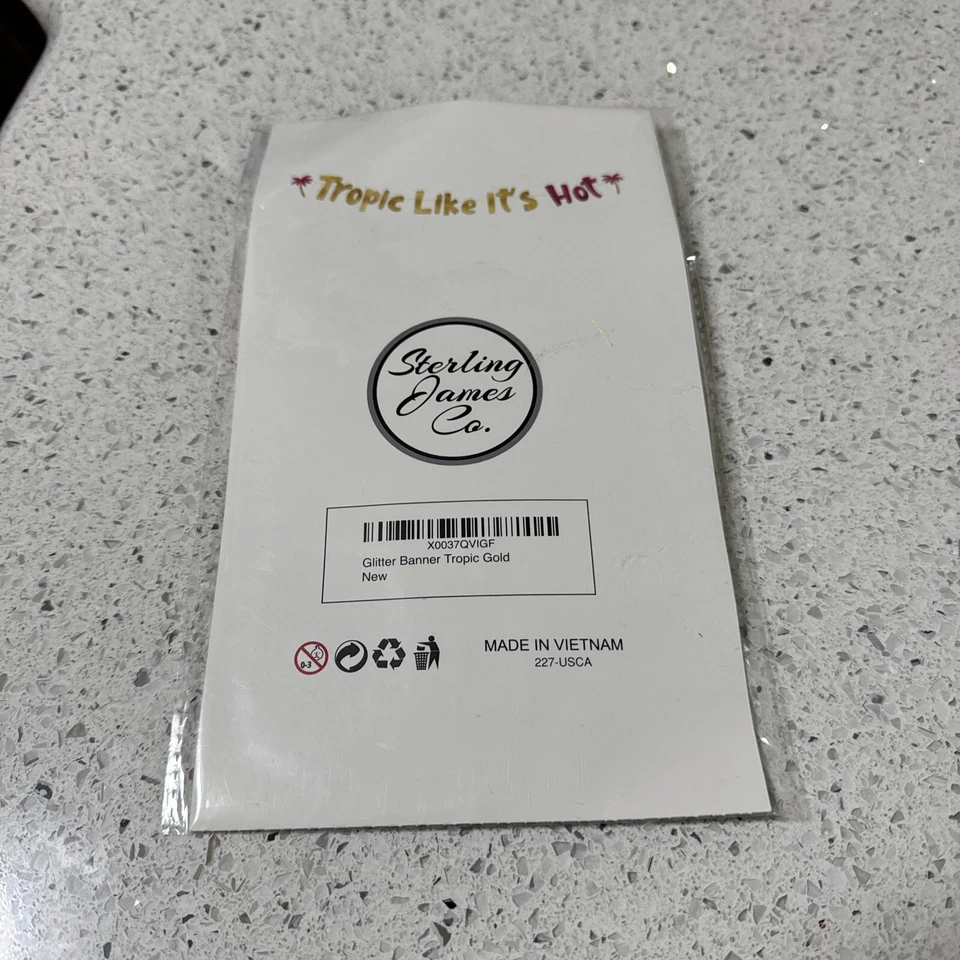 Tropic Like It's Hot
Sterling
James
Co.
X0037QVIGF
Glitter Banner Tropic Gold
New
0-3
MADE IN VIETNAM
227-USCA